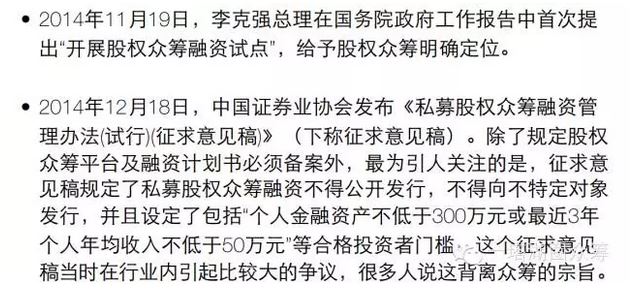 • 2014年11月19日，李克强总理在国务院政府工作报告中首次提
出“开展股权众筹融资试点”，给予股权众筹明确定位。
• 2014年12月18日，中国证券业协会发布《私募股权众筹融资管
理办法(试行)(征求意见稿)》（下称征求意见稿）。除了规定股权
众筹平台及融资计划书必须备案外，最为引人关注的是，征求意
见稿规定了私募股权众筹融资不得公开发行，不得向不特定对象
发行，并且设定了包括“个人金融资产不低于300万元或最近3年
个人年均收入不低于50万元”等合格投资者门槛，这个征求意见
稿当时在行业内引起比较大的争议，很多人说这背离众筹的宗旨。